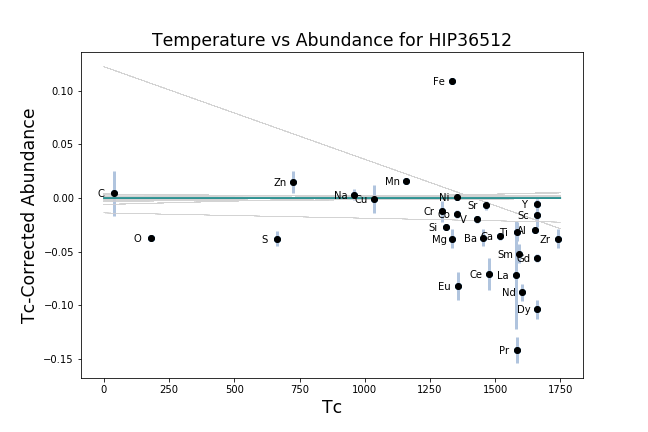 Temperature vs Abundance for HIP36512
Tc-Corrected Abundance
0.10
0.05
0.00
−0.05
−0.10
−0.15
Fe
Zn
Mn
C
Na
Cu
Ni
Sr
Y
Cr
Co
V
Sc
Si
Ti
Al
O
S
Mg
Ba
Ca
Zr
Sm
Gd
Ce
La
Eu
Nd
Dy
Pr
0
250
500
750
1000
1250
1500
1750
Tc